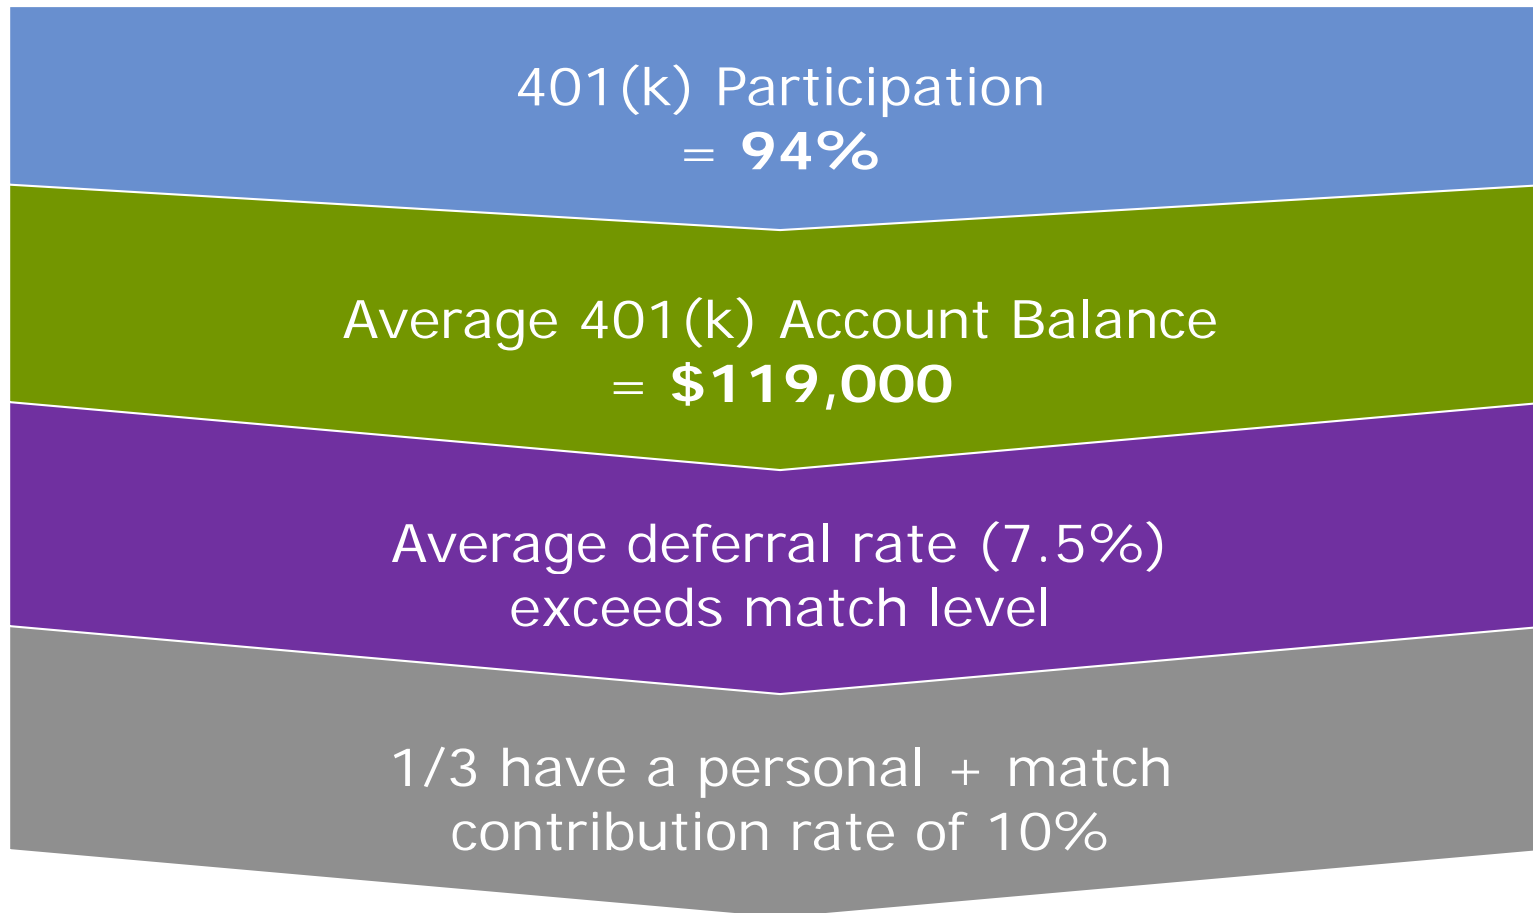 401(k) Participation
= 94%
Average 401(k) Account Balance
= $119,000
Average deferral rate (7.5%)
exceeds match level
1/3 have a personal + match
contribution rate of 10%